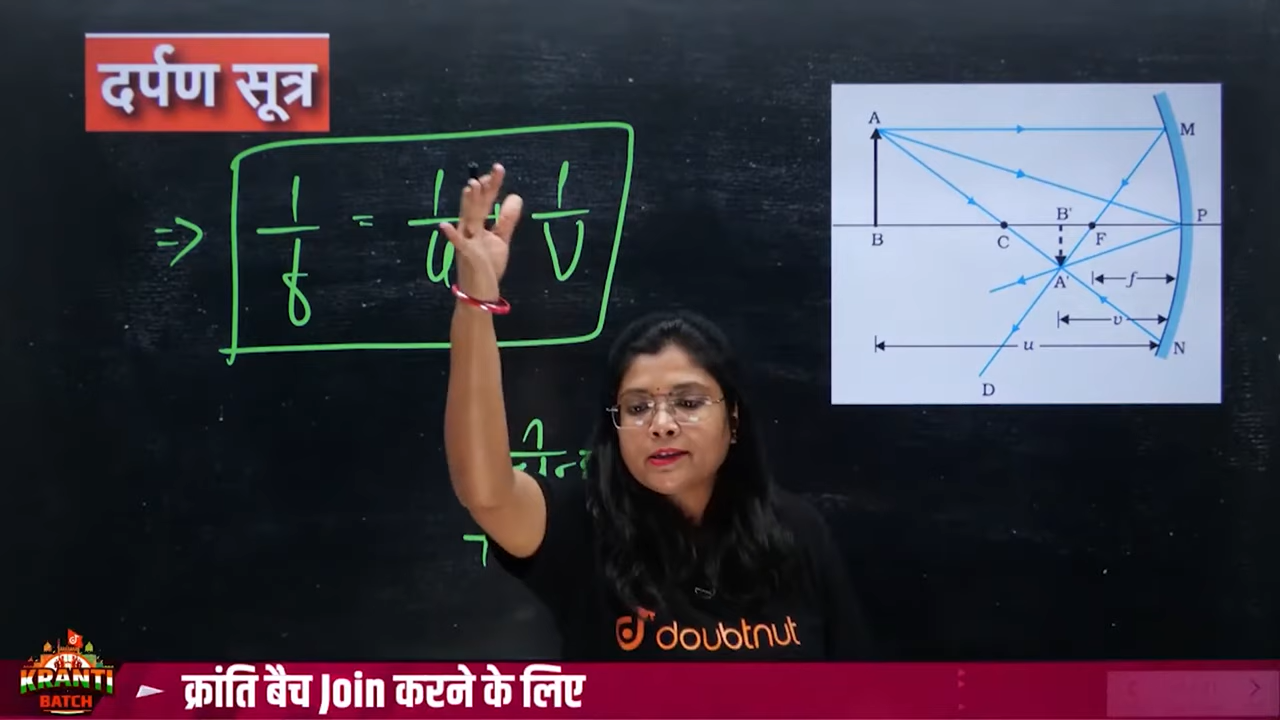 दर्पण सूत्र
⇒ 1/f = 1/u + 1/v
A
M
B
C
B'
F
P
A'
f
v
u
N
D
doubtnut
KRANTI
BATCH
क्रांति बैच Join करने के लिए